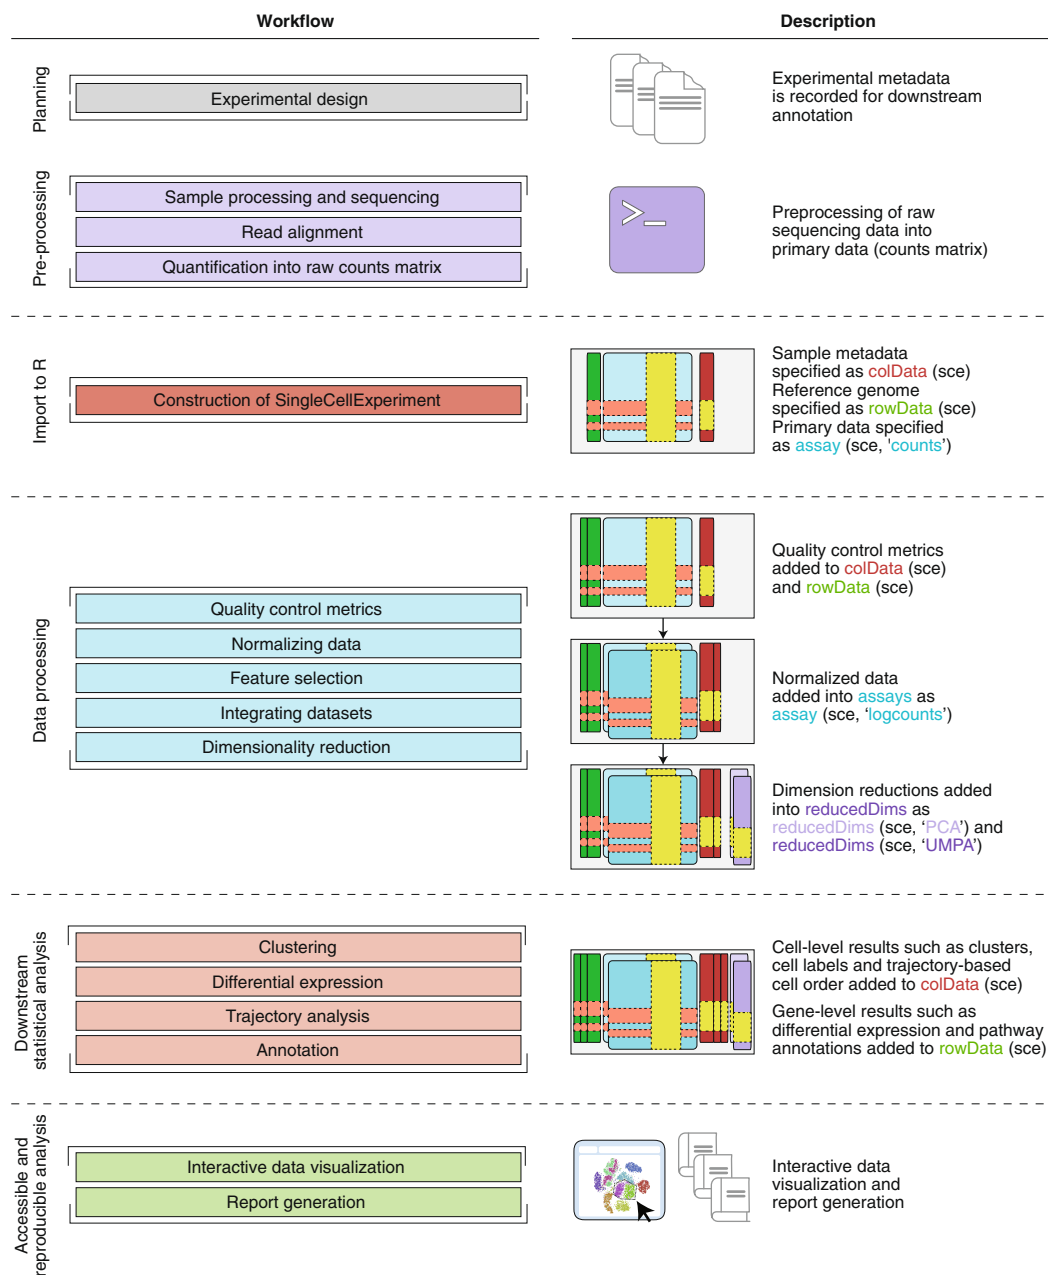 Workflow
Description
Planning
Experimental design
Experimental metadata
is recorded for downstream
annotation
Pre-processing
Sample processing and sequencing
Read alignment
Quantification into raw counts matrix
>_
Preprocessing of raw
sequencing data into
primary data (counts matrix)
Import to R
Construction of SingleCellExperiment
Sample metadata
specified as colData (sce)
Reference genome
specified as rowData (sce)
Primary data specified
as assay (sce, 'counts’)
Data processing
Quality control metrics
Normalizing data
Feature selection
Integrating datasets
Dimensionality reduction
Quality control metrics
added to colData (sce)
and rowData (sce)
Normalized data
added into assays as
assay (sce, ‘logcounts’)
Dimension reductions added
into reducedDims as
reducedDims (sce, ‘PCA’) and
reducedDims (sce, ‘UMPA’)
Downstream
statistical analysis
Clustering
Differential expression
Trajectory analysis
Annotation
Cell-level results such as clusters,
cell labels and trajectory-based
cell order added to colData (sce)
Gene-level results such as
differential expression and pathway
annotations added to rowData (sce)
Accessible and
reproducible analysis
Interactive data visualization
Report generation
Interactive data
visualization and
report generation